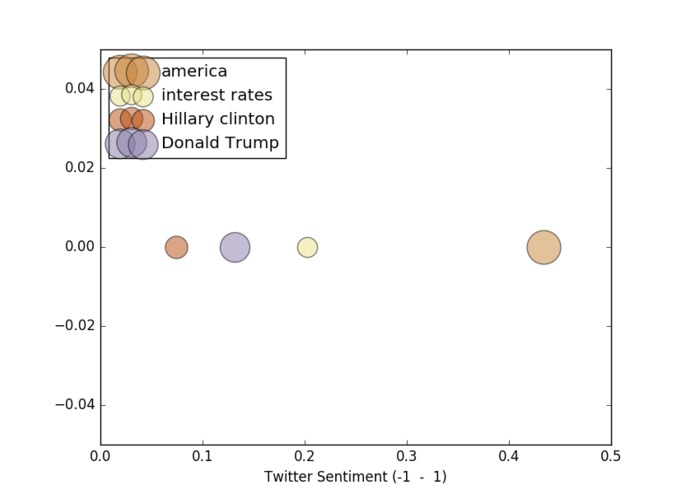 america
interest rates
Hillary clinton
Donald Trump
0.04
0.02
0.00
−0.02
−0.04
0.0 0.1 0.2 0.3 0.4 0.5
Twitter Sentiment (-1 - 1)